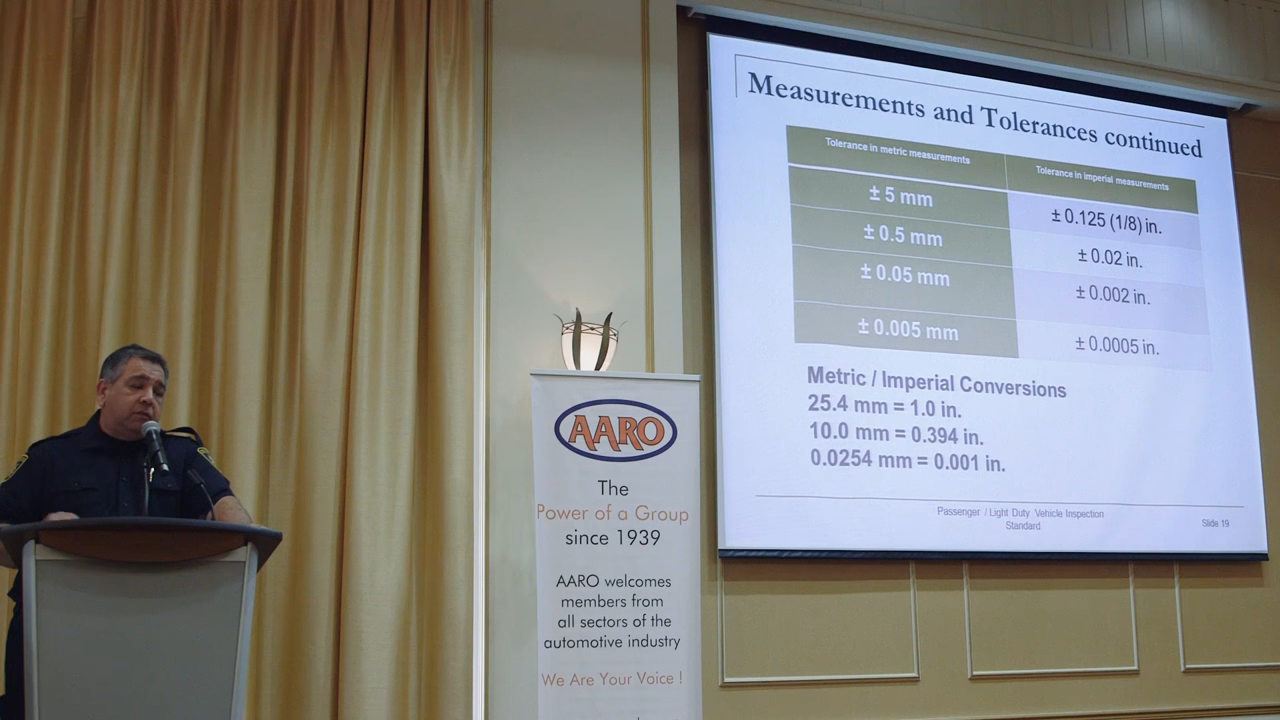 Measurements and Tolerances continued
Tolerance in metric measurements
Tolerance in imperial measurements
± 5 mm
± 0.125 (1/8) in.
± 0.5 mm
± 0.02 in.
± 0.05 mm
± 0.002 in.
± 0.005 mm
± 0.0005 in.
Metric / Imperial Conversions
25.4 mm = 1.0 in.
10.0 mm = 0.394 in.
0.0254 mm = 0.001 in.
Passenger / Light Duty Vehicle Inspection
Standard
Slide 19
AARO
The
Power of a Group
since 1939
AARO welcomes
members from
all sectors of the
automotive industry
We Are Your Voice !